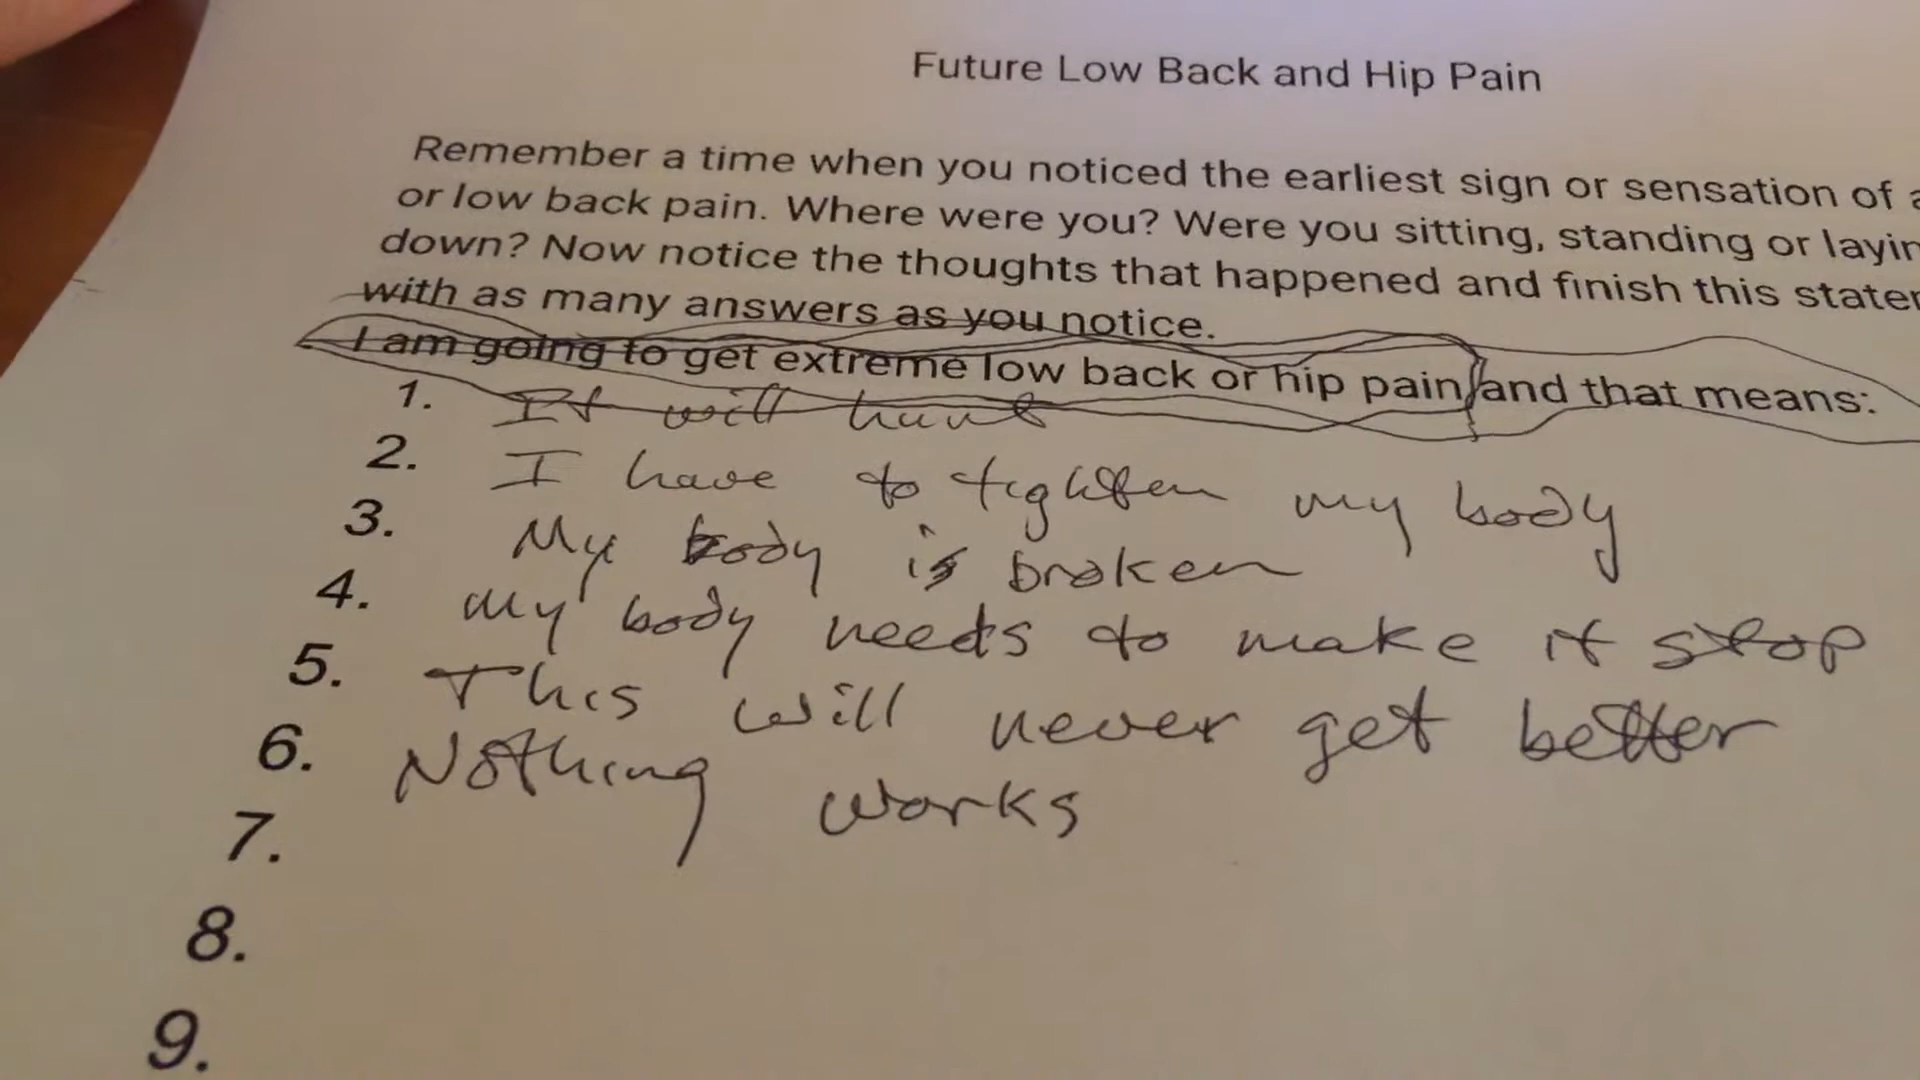 Future Low Back and Hip Pain
Remember a time when you noticed the earliest sign or sensation of
or low back pain. Where were you? Were you sitting, standing or
down? Now notice the thoughts that happened and finish this
with as many answers as you notice.
I am going to get extreme low back or hip pain and that means:
1. It will hurt
2. I have to tighten my body
3. My body is broken
4. My body needs to make it stop
5. This will never get better
6. Nothing works
7.
8.
9.